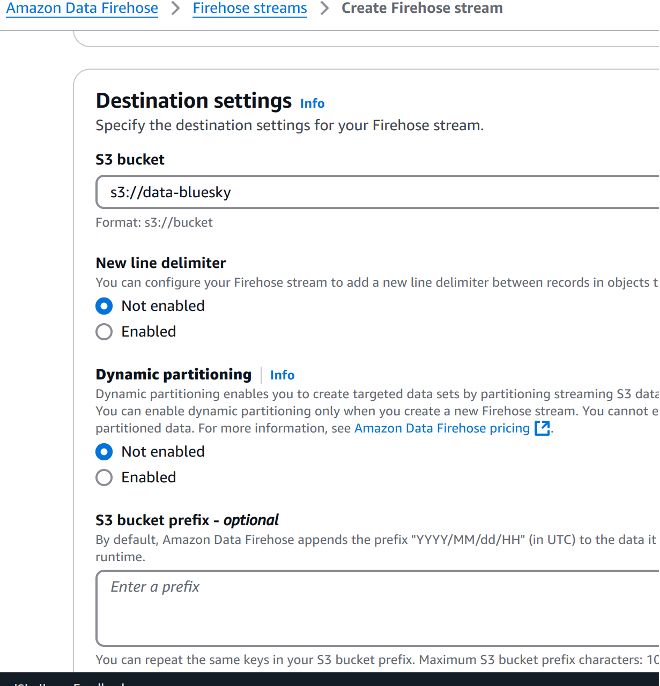 Amazon Data Firehose > Firehose streams > Create Firehose stream
Destination settings Info
Specify the destination settings for your Firehose stream.
S3 bucket
s3://data-bluesky
Format: s3://bucket
New line delimiter
You can configure your Firehose stream to add a new line delimiter between records in objects t
Not enabled
Enabled
Dynamic partitioning | Info
Dynamic partitioning enables you to create targeted data sets by partitioning streaming S3 data
You can enable dynamic partitioning only when you create a new Firehose stream. You cannot e
partitioned data. For more information, see Amazon Data Firehose pricing.
Not enabled
Enabled
S3 bucket prefix - optional
By default, Amazon Data Firehose appends the prefix "YYYY/MM/dd/HH" (in UTC) to the data it
runtime.
Enter a prefix
You can repeat the same keys in your S3 bucket prefix. Maximum S3 bucket prefix characters: 10